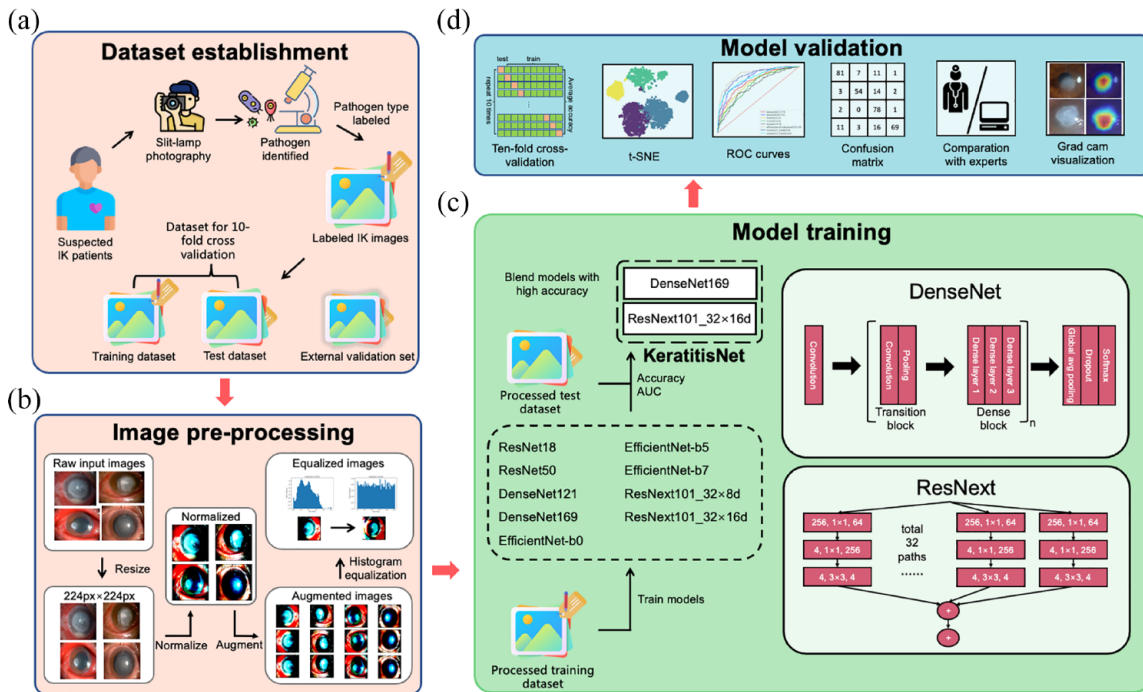 (a)
Dataset establishment
Slit-lamp
photography
Pathogen
identified
Pathogen type
labeled
Suspected
IK patients
Dataset for 10-
fold cross
validation
Labeled IK images
Training dataset
Test dataset
External validation set
(b)
Image pre-processing
Raw input images
Resize
224px×224px
Normalize
Normalized
Augment
Augmented images
Histogram
equalization
Equalized images
(d)
Model validation
test
train
repeat 10 times
Average accuracy
Ten-fold cross-
validation
t-SNE
ROC curves
81 7 11 1
3 54 14 2
2 0 78 1
11 3 16 69
Confusion
matrix
Comparation
with experts
Grad cam
visualization
(c)
Model training
Blend models with
high accuracy
DenseNet169
ResNext101_32×16d
KeratitisNet
Processed test
dataset
Accuracy
AUC
ResNet18
ResNet50
DenseNet121
DenseNet169
EfficientNet-b0
EfficientNet-b5
EfficientNet-b7
ResNext101_32×8d
ResNext101_32×16d
Train models
Processed training
dataset
DenseNet
Convolution
Convolution
Pooling
Transition
block
Dense layer 1
Dense layer 2
Dense layer 3
Dense
block
n
Global avg pooling
Dropout
Softmax
ResNext
256, 1×1, 64
256, 1×1, 64
256, 1×1, 64
4, 1×1, 256
4, 1×1, 256
4, 1×1, 256
4, 3×3, 4
4, 3×3, 4
4, 3×3, 4
total
32
paths
......
+
+